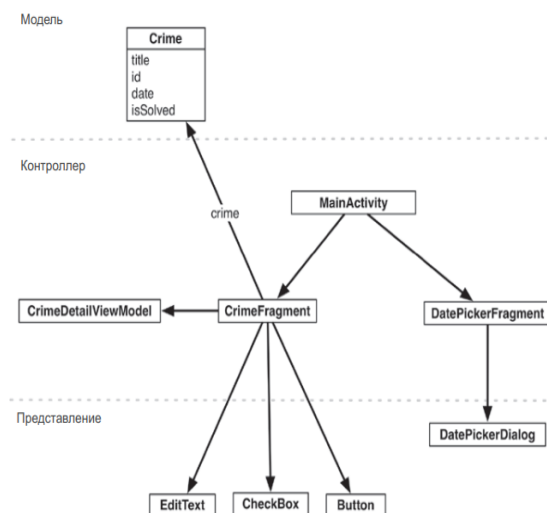 Модель
Crime
title
id
date
isSolved
Контроллер
crime
MainActivity
CrimeDetailViewModel
CrimeFragment
DatePickerFragment
Представление
DatePickerDialog
EditText
CheckBox
Button